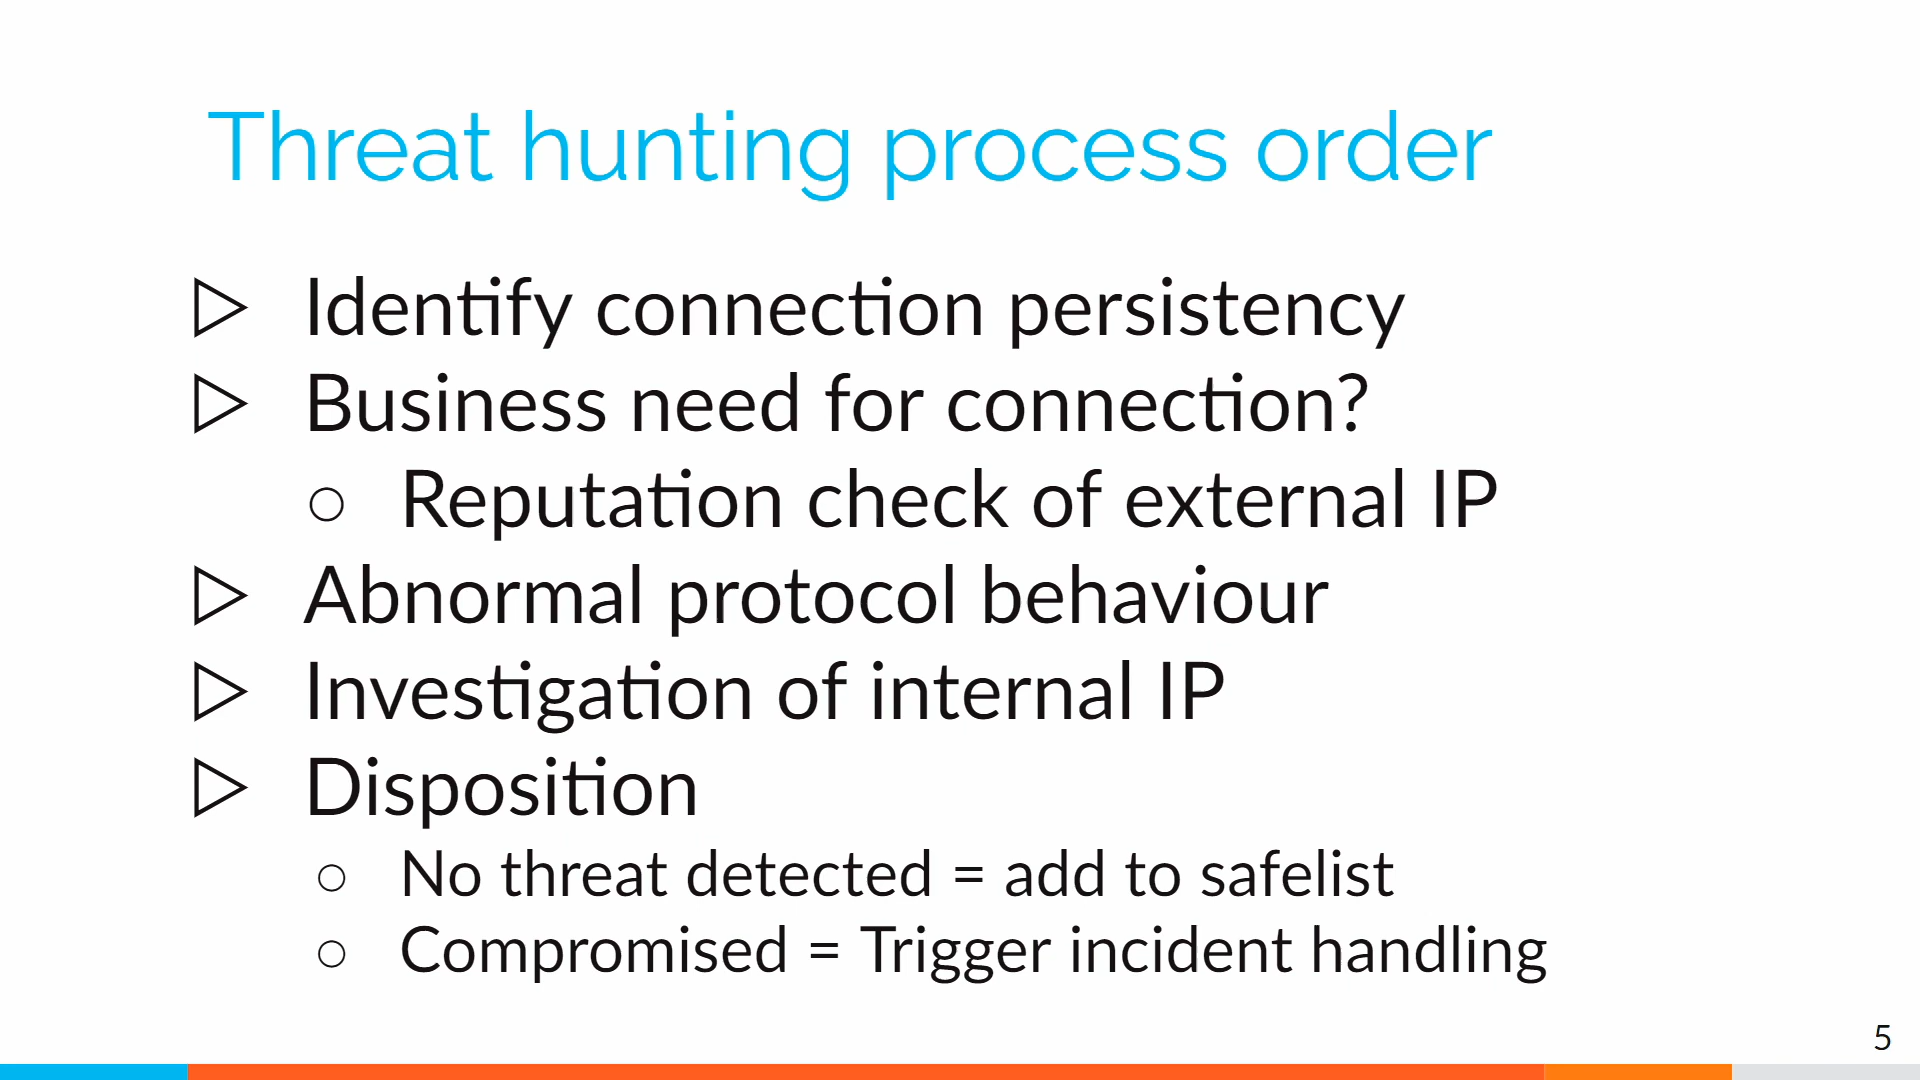 Threat hunting process order
▷ Identify connection persistency
▷ Business need for connection?
○ Reputation check of external IP
▷ Abnormal protocol behaviour
▷ Investigation of internal IP
▷ Disposition
○ No threat detected = add to safelist
○ Compromised = Trigger incident handling
5